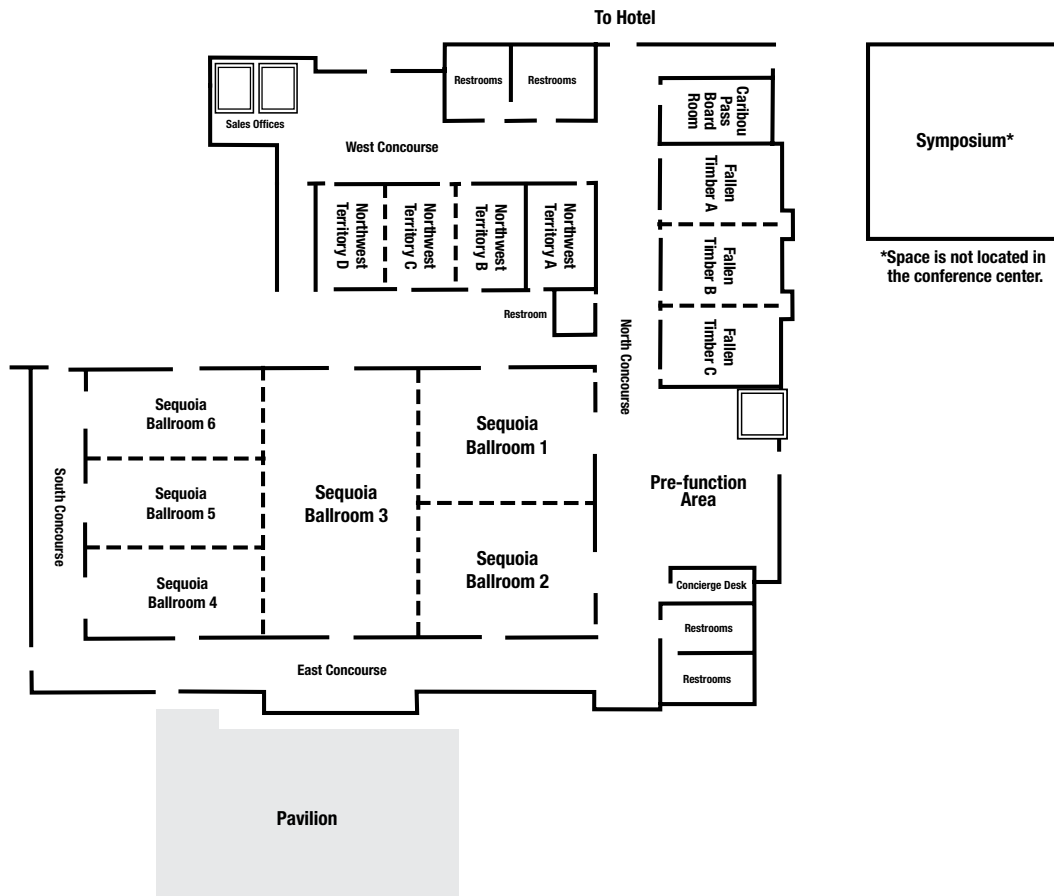 To Hotel
Restrooms
Restrooms
Sales Offices
West Concourse
Caribou
Pass
Board
Room
Symposium*
*Space is not located in
the conference center.
Fallen
Timber A
Fallen
Timber B
Fallen
Timber C
Northwest
Territory D
Northwest
Territory C
Northwest
Territory B
Northwest
Territory A
Restroom
North Concourse
Sequoia
Ballroom 6
Sequoia
Ballroom 5
Sequoia
Ballroom 4
Sequoia
Ballroom 3
Sequoia
Ballroom 1
Sequoia
Ballroom 2
South Concourse
Pre-function
Area
Concierge Desk
Restrooms
Restrooms
East Concourse
Pavilion